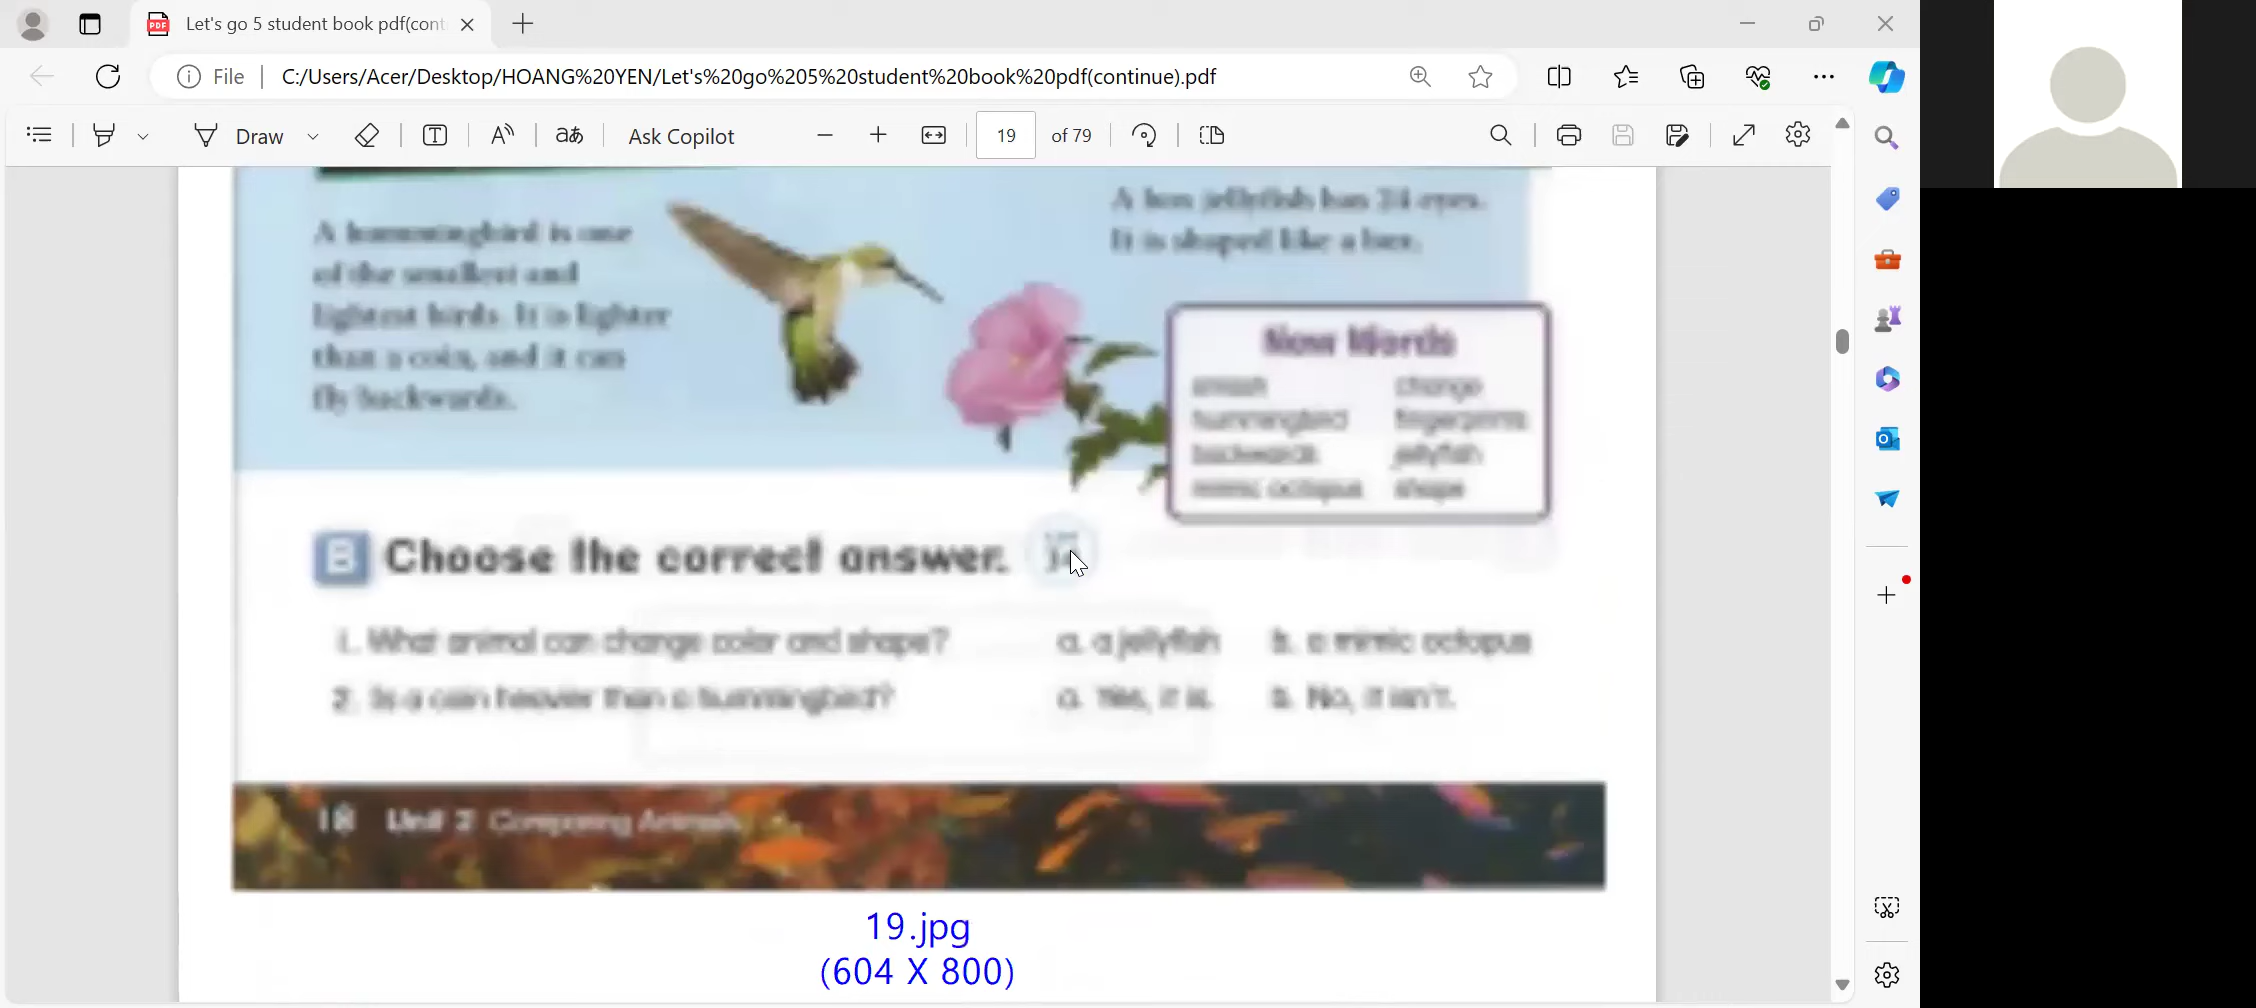 Let's go 5 student book pdf(cont
File
C:/Users/Acer/Desktop/HOANG%20YEN/Let's%20go%205%20student%20book%20pdf(continue).pdf
Draw
Ask Copilot
19 of 79
A hummingbird is one
of the smallest and
lightest birds. It is lighter
than a coin, and it can
fly backwards.
A box jellyfish has 24 eyes.
It is shaped like a box.
New Words
smash change
hummingbird fingerprints
backwards jellyfish
mimic octopus shape
B Choose the correct answer.
1. What animal can change color and shape? a. a jellyfish b. a mimic octopus
2. Is a coin heavier than a hummingbird? a. Yes, it is. b. No, it isn't.
18 Unit 2 Comparing Animals
19.jpg
(604 X 800)